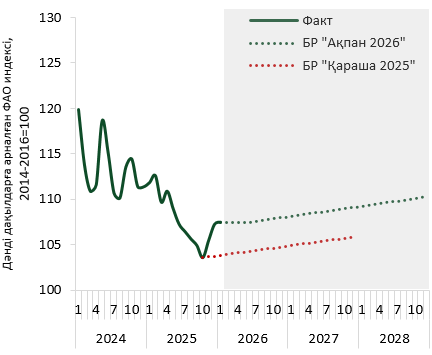 Дәнді дақылдарға арналған ФАО индексі,
2014-2016=100
130
125
120
115
110
105
100
Факт
БР "Ақпан 2026"
БР "Қараша 2025"
1 4 7 10 1 4 7 10 1 4 7 10 1 4 7 10 1 4 7 10
2024 2025 2026 2027 2028